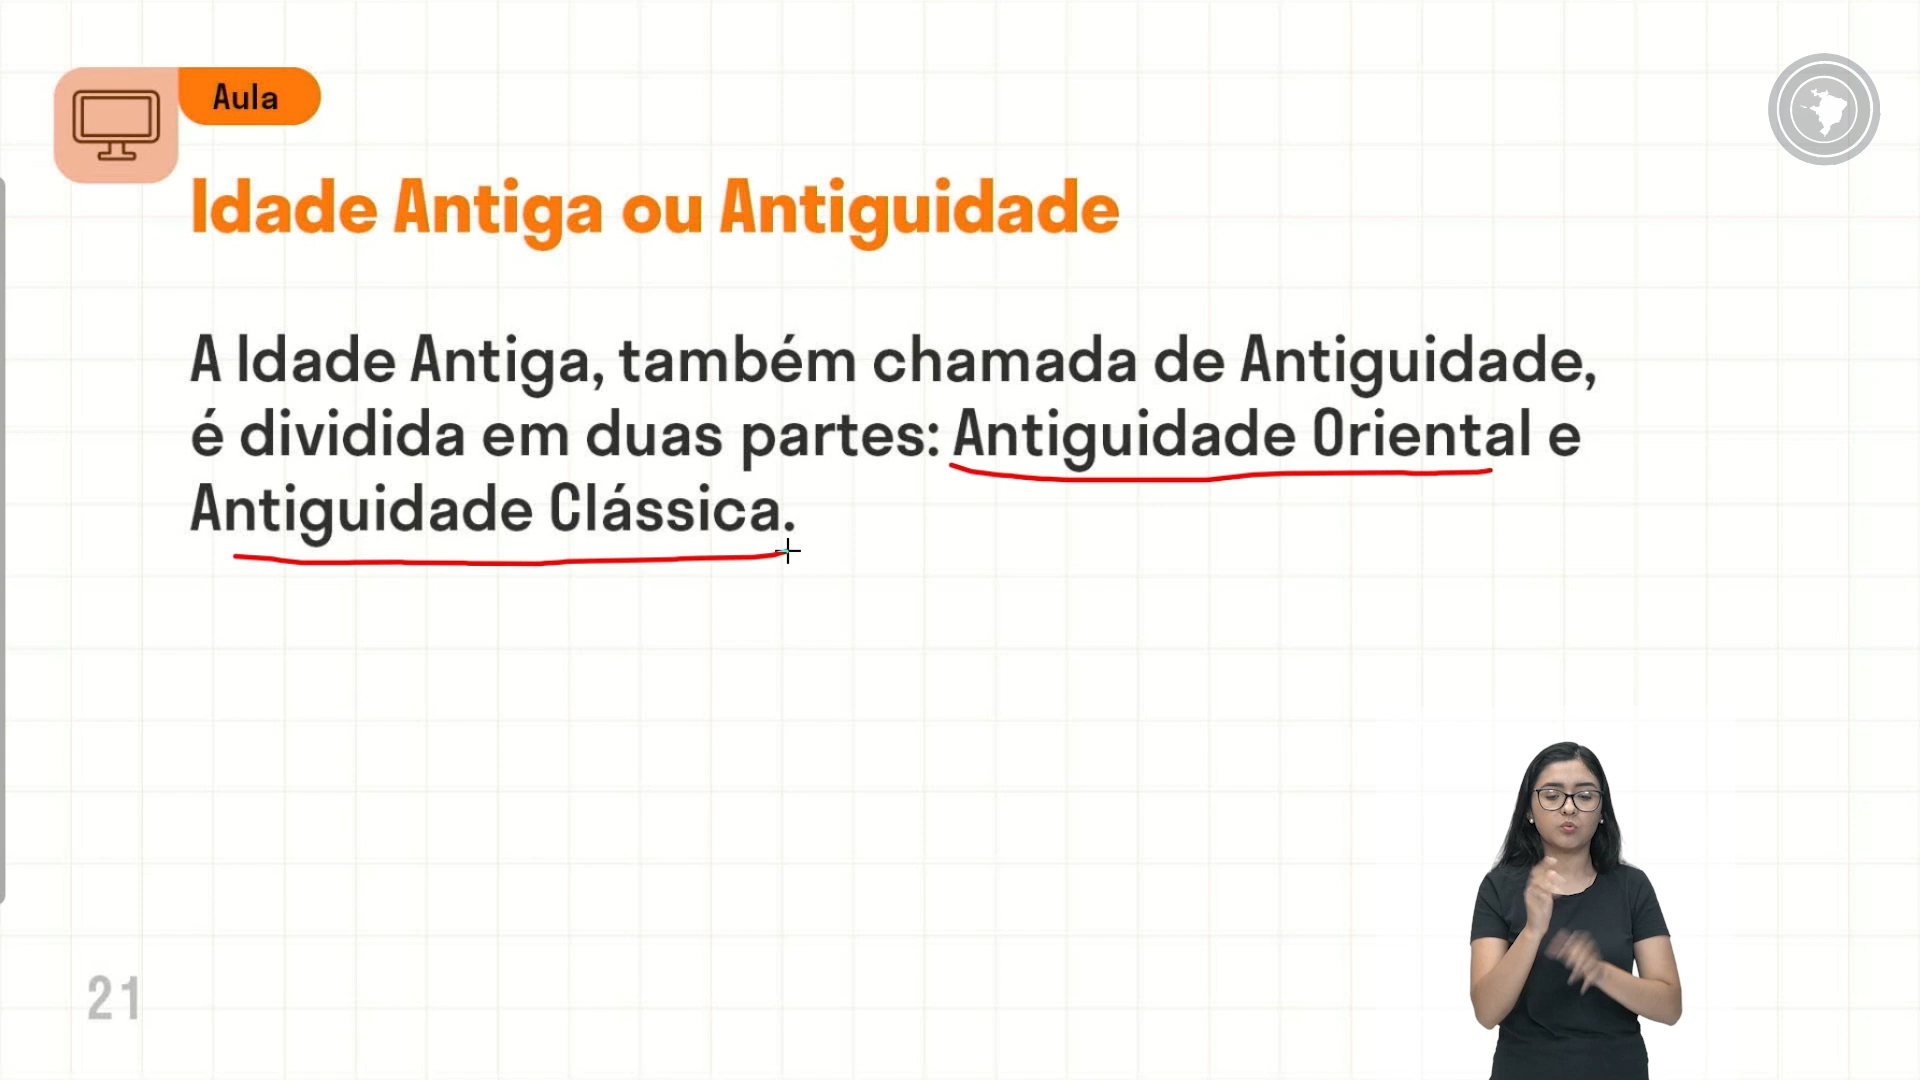 Aula
Idade Antiga ou Antiguidade
A Idade Antiga, também chamada de Antiguidade,
é dividida em duas partes: Antiguidade Oriental e
Antiguidade Clássica.
21